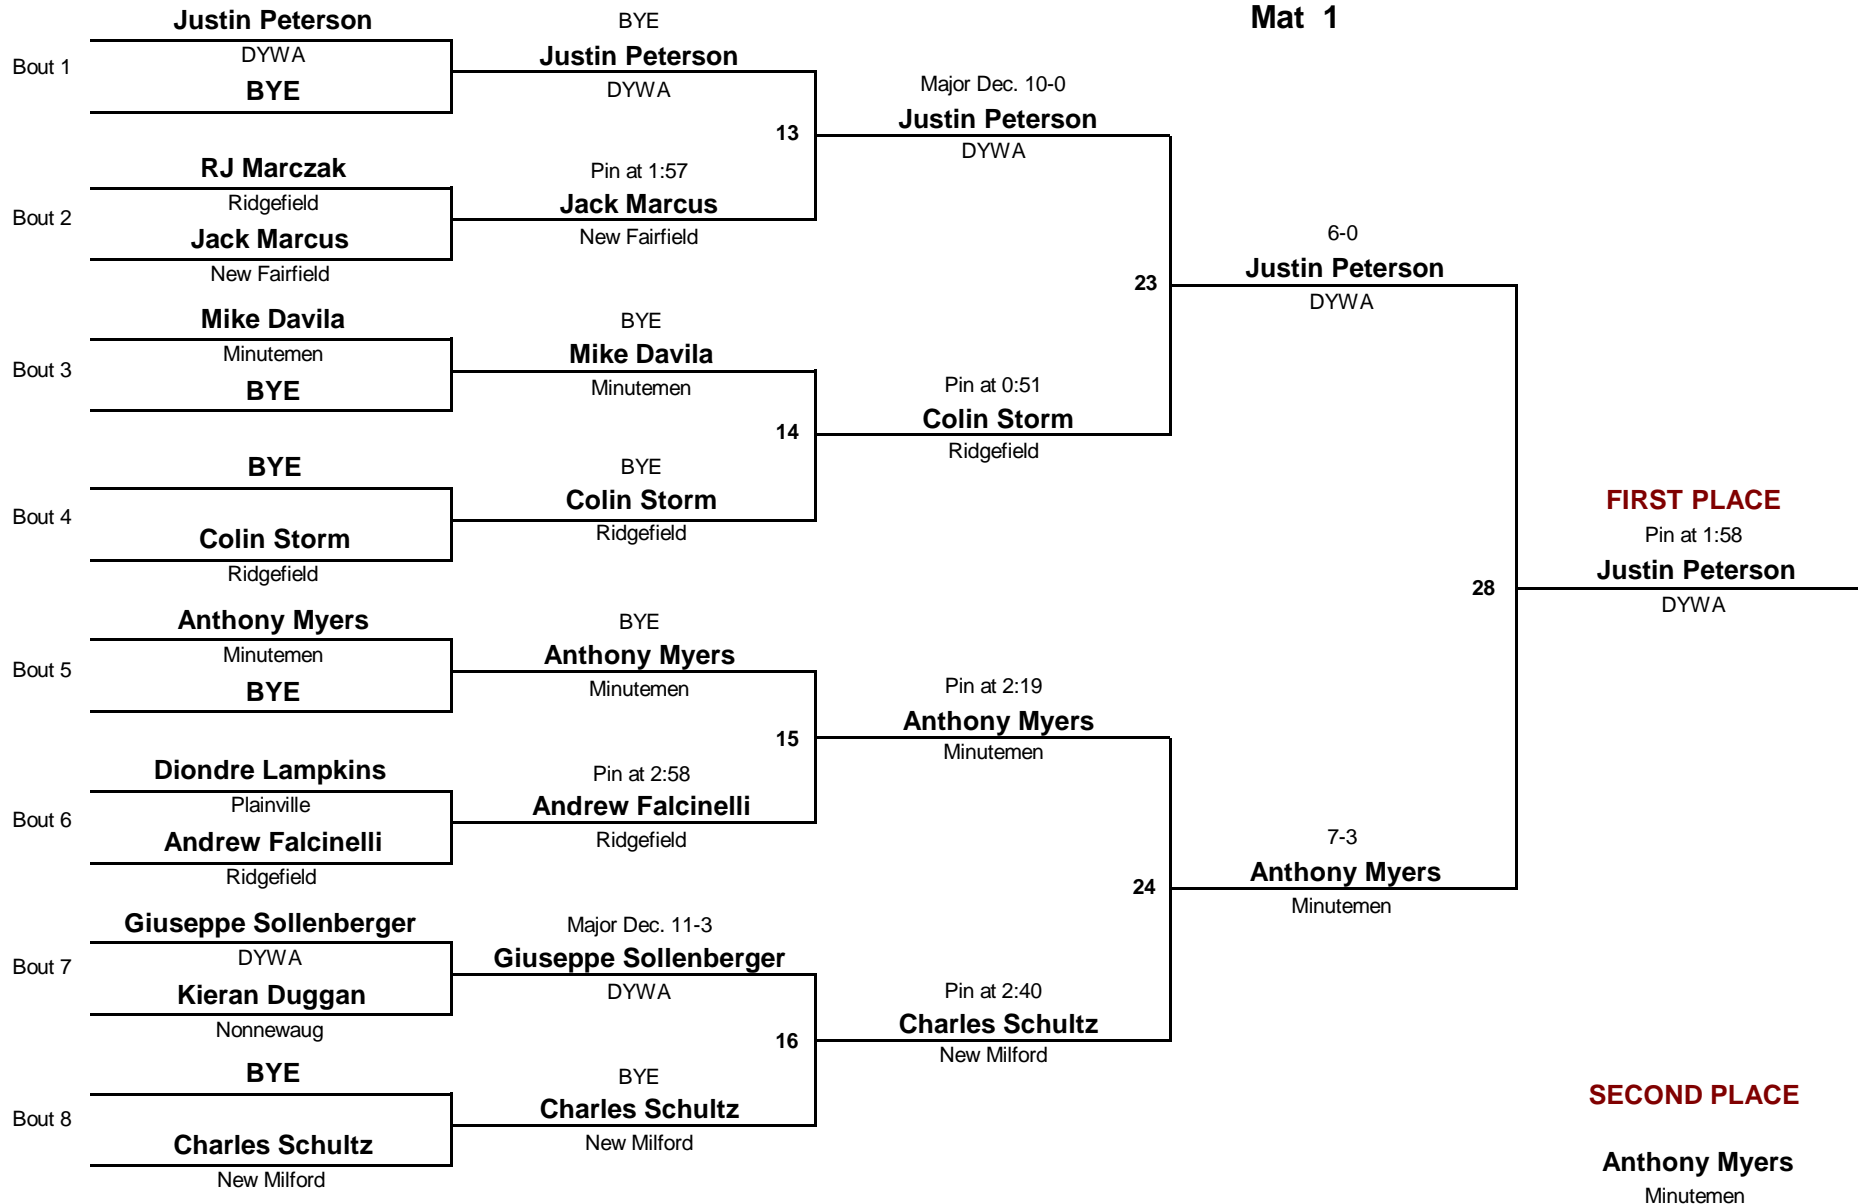 Mat 1
Bout 1
Justin Peterson
DYWA
BYE
Bout 2
RJ Marczak
Ridgefield
Jack Marcus
New Fairfield
Bout 3
Mike Davila
Minutemen
BYE
Bout 4
BYE
Colin Storm
Ridgefield
Bout 5
Anthony Myers
Minutemen
BYE
Bout 6
Diondre Lampkins
Plainville
Andrew Falcinelli
Ridgefield
Bout 7
Giuseppe Sollenberger
DYWA
Kieran Duggan
Nonnewaug
Bout 8
BYE
Charles Schultz
New Milford
BYE
Justin Peterson
DYWA
13
Pin at 1:57
Jack Marcus
New Fairfield
BYE
Mike Davila
Minutemen
14
BYE
Colin Storm
Ridgefield
BYE
Anthony Myers
Minutemen
15
Pin at 2:58
Andrew Falcinelli
Ridgefield
Major Dec. 11-3
Giuseppe Sollenberger
DYWA
16
BYE
Charles Schultz
New Milford
Major Dec. 10-0
Justin Peterson
DYWA
23
Pin at 0:51
Colin Storm
Ridgefield
Pin at 2:19
Anthony Myers
Minutemen
24
Pin at 2:40
Charles Schultz
New Milford
6-0
Justin Peterson
DYWA
28
7-3
Anthony Myers
Minutemen
FIRST PLACE
Pin at 1:58
Justin Peterson
DYWA
SECOND PLACE
Anthony Myers
Minutemen